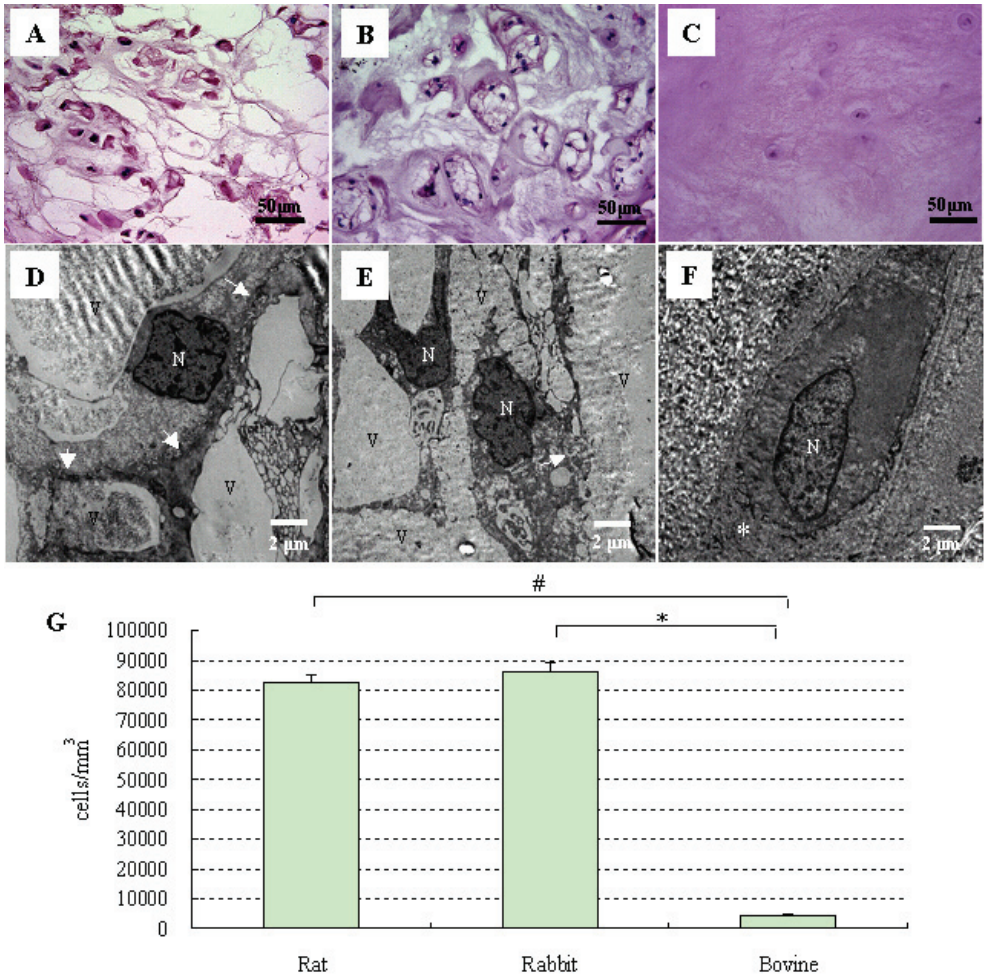 A
B
C
50μm
50μm
50μm
D
E
F
V
N
V
V
V
N
N
V
V
V
N
*
2 μm
2 μm
2 μm
G
#
*
100000
90000
80000
70000
60000
50000
40000
30000
20000
10000
0
cells/mm³
Rat
Rabbit
Bovine